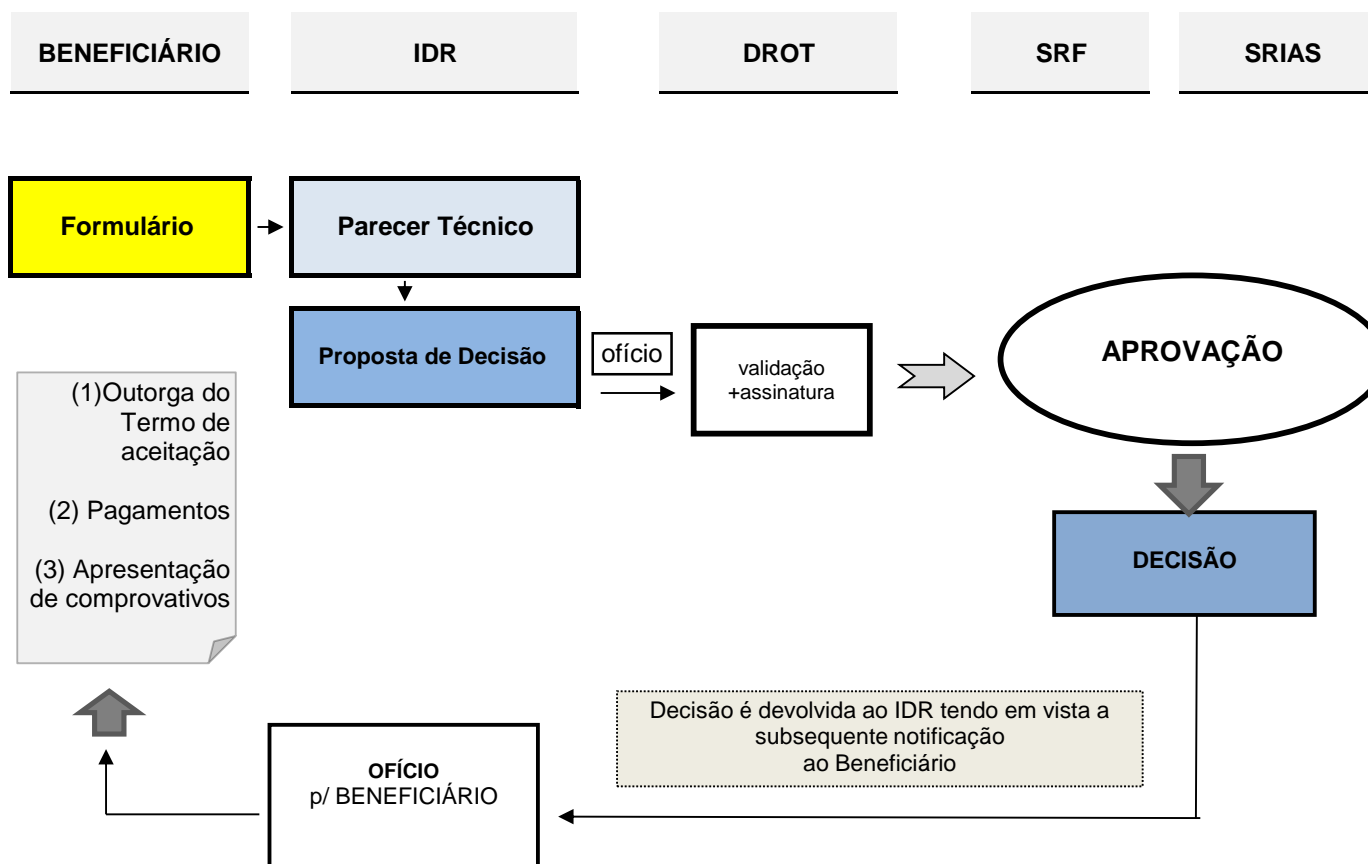 BENEFICIÁRIO
IDR
DROT
SRF
SRIAS
Formulário
Parecer Técnico
Proposta de Decisão
ofício
validação
+assinatura
APROVAÇÃO
(1)Outorga do
Termo de
aceitação
(2) Pagamentos
(3) Apresentação
de comprovativos
DECISÃO
Decisão é devolvida ao IDR tendo em vista a
subsequente notificação
ao Beneficiário
OFÍCIO
p/ BENEFICIÁRIO